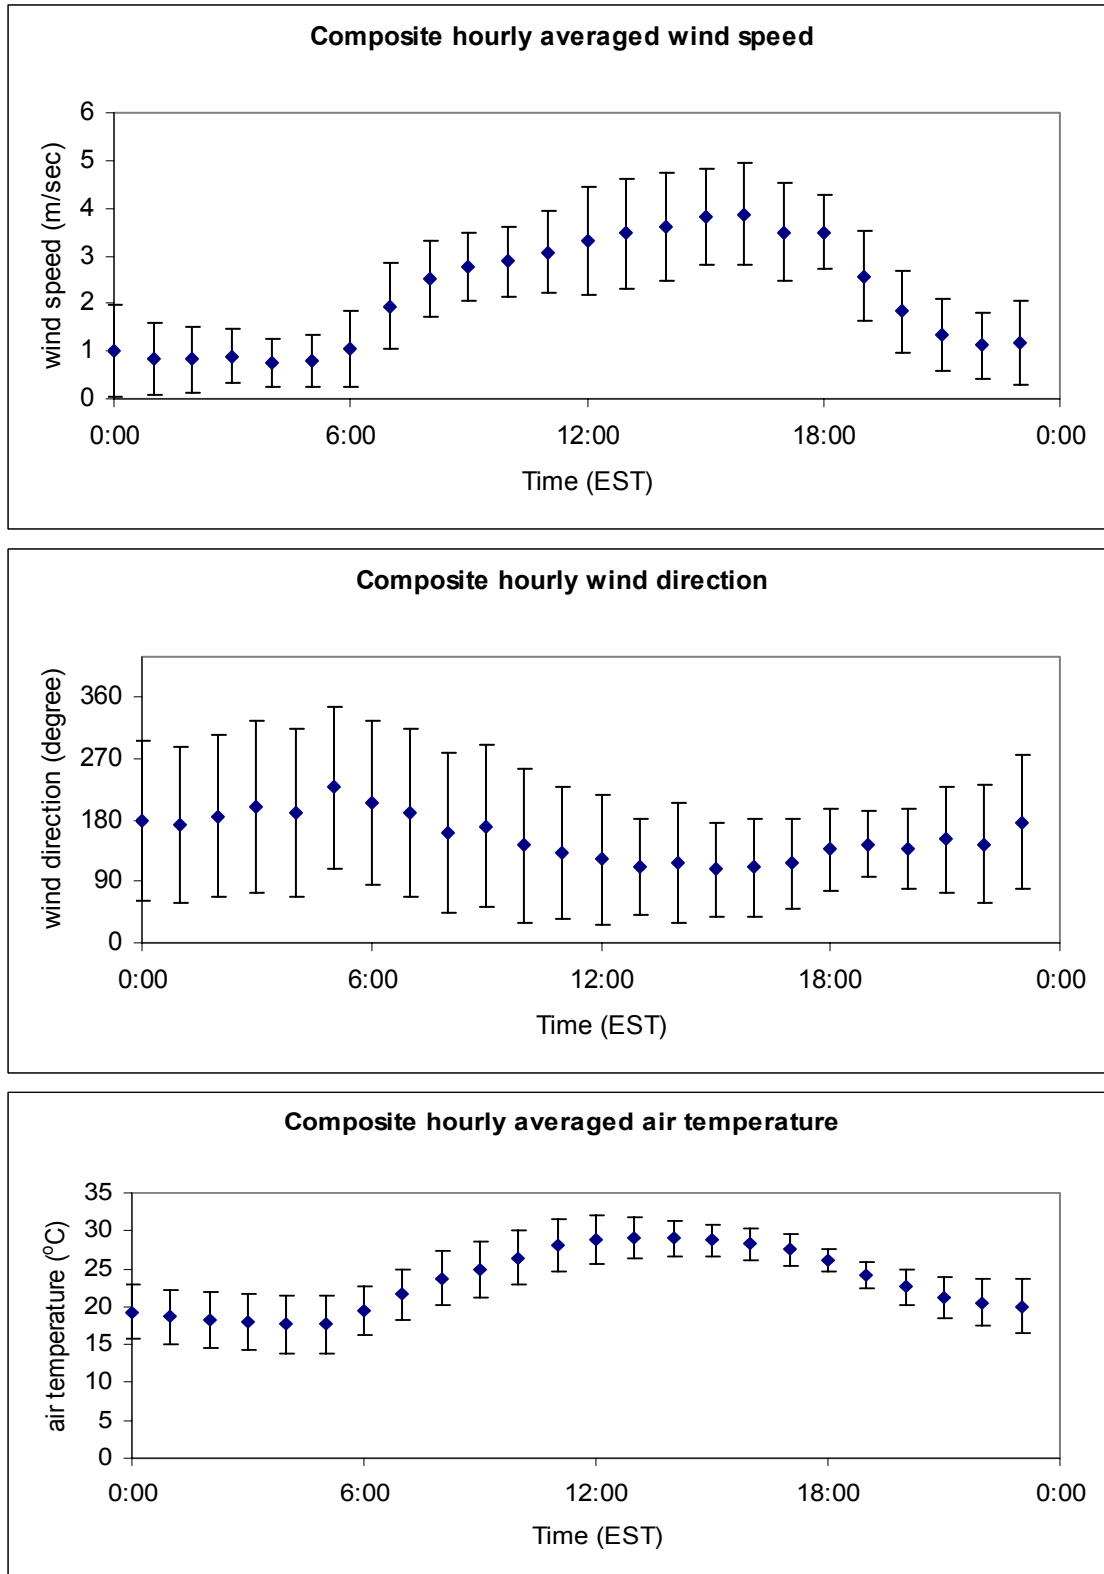 Composite hourly averaged wind speed
wind speed (m/sec)
6
5
4
3
2
1
0
0:00 6:00 12:00 18:00 0:00
Time (EST)
Composite hourly wind direction
wind direction (degree)
360
270
180
90
0
0:00 6:00 12:00 18:00 0:00
Time (EST)
Composite hourly averaged air temperature
air temperature (°C)
35
30
25
20
15
10
5
0
0:00 6:00 12:00 18:00 0:00
Time (EST)